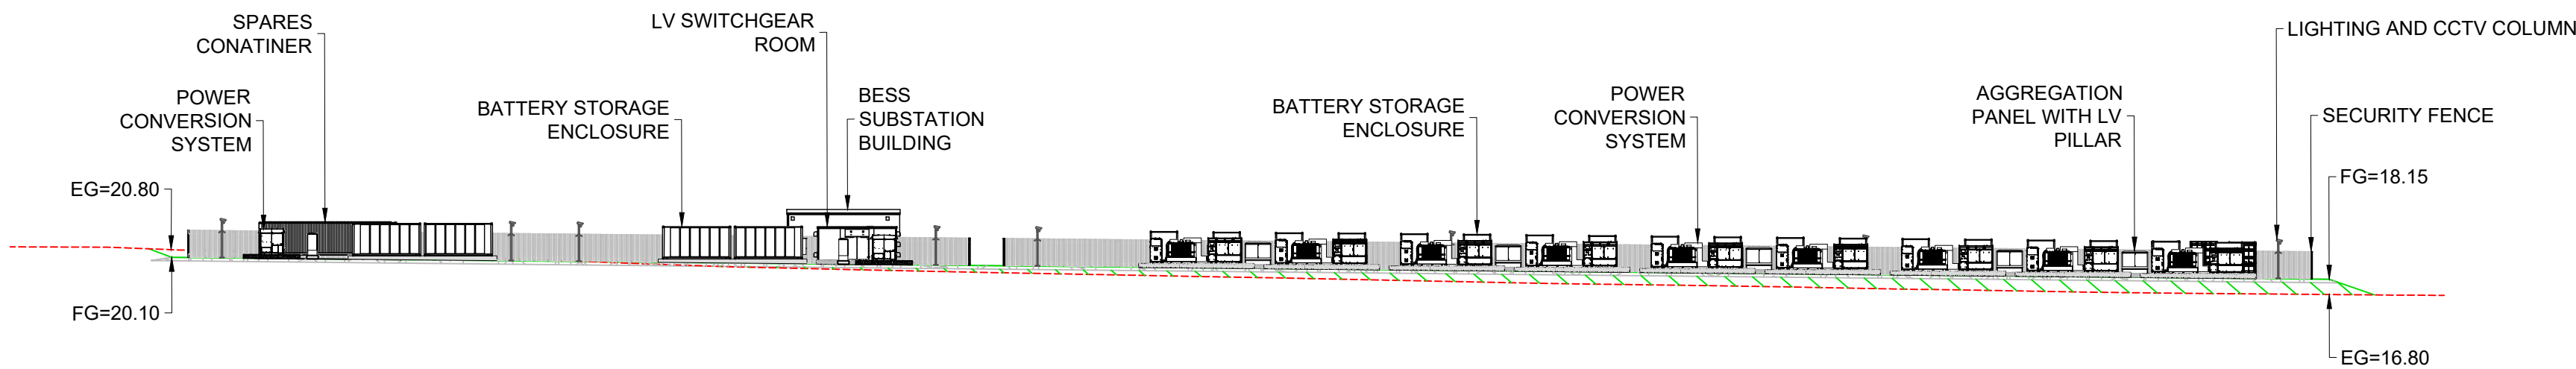 SPARES
CONATINER
LV SWITCHGEAR
ROOM
LIGHTING AND CCTV COLUMN
POWER
CONVERSION
SYSTEM
BATTERY STORAGE
ENCLOSURE
BESS
SUBSTATION
BUILDING
BATTERY STORAGE
ENCLOSURE
POWER
CONVERSION
SYSTEM
AGGREGATION
PANEL WITH LV
PILLAR
SECURITY FENCE
EG=20.80
FG=18.15
FG=20.10
EG=16.80